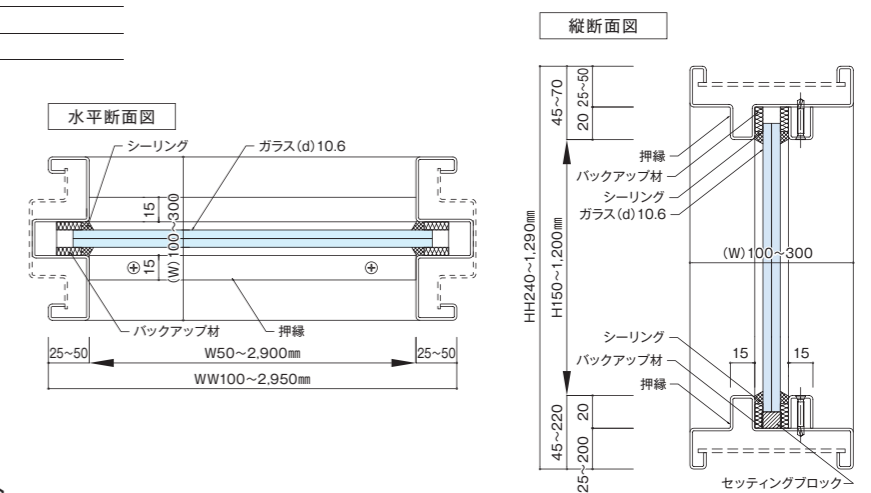 水平断面図
シーリング
ガラス(d)10.6
15
(W)100~300
15
バックアップ材
押縁
25~50
W50~2,900㎜
25~50
WW100~2,950㎜
縦断面図
45~70
25~50
20
押縁
バックアップ材
シーリング
ガラス(d)10.6
HH240~1,290㎜
H150~1,200㎜
(W)100~300
シーリング
15
15
バックアップ材
押縁
45~220
20
25~200
セッティングブロック